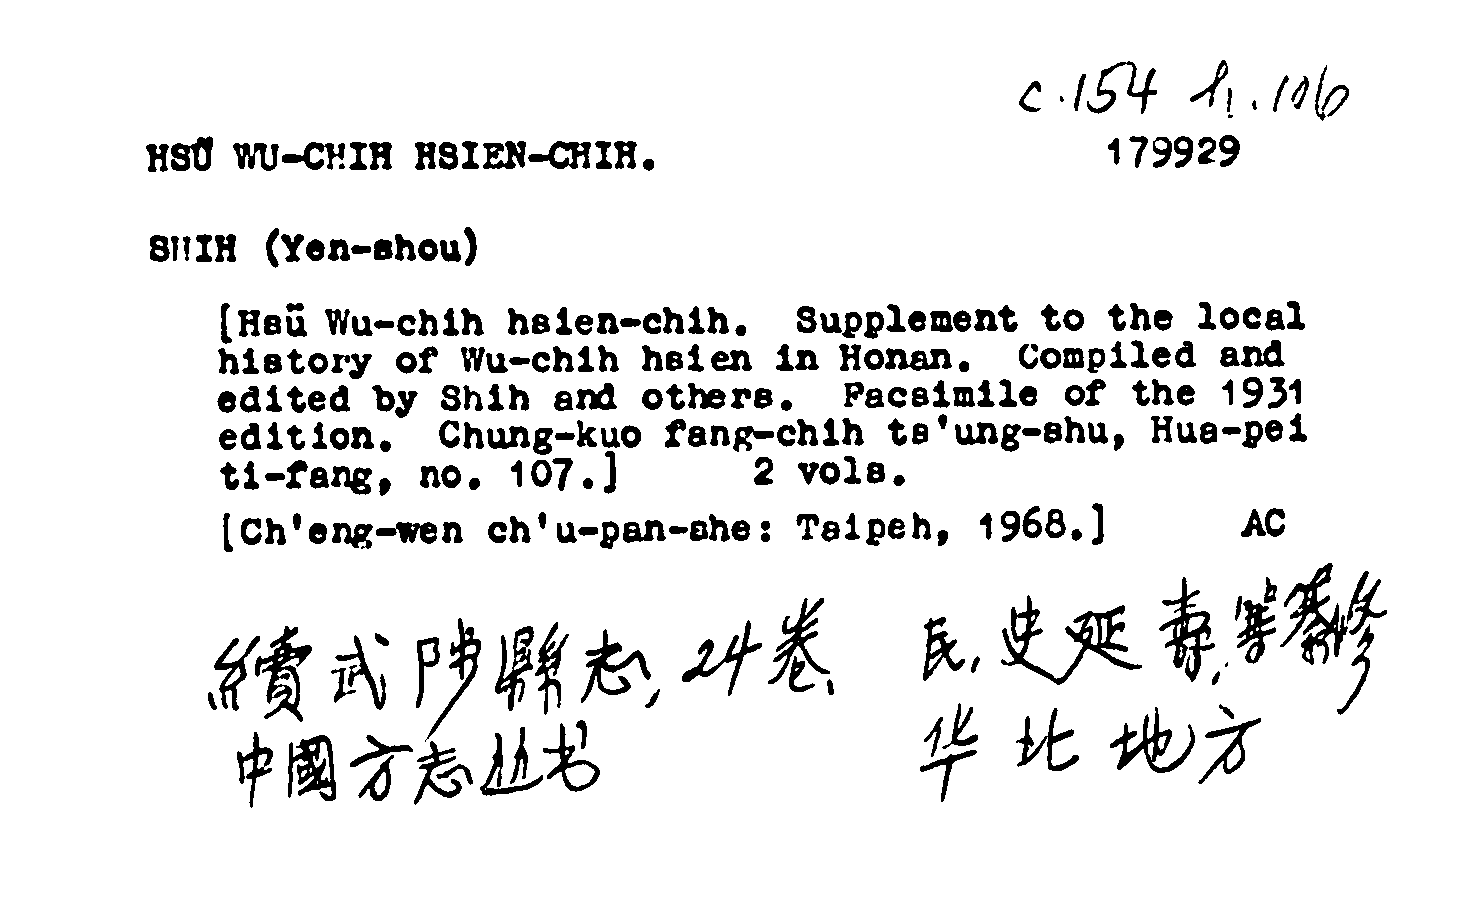 c.154 h.106
HSÜ WU-CHIH HSIEN-CHIH. 179929
SHIH (Yen-shou)
[Hsü Wu-chih hsien-chih. Supplement to the local
history of Wu-chih hsien in Honan. Compiled and
edited by Shih and others. Facsimile of the 1931
edition. Chung-kuo fang-chih ts'ung-shu, Hua-pei
ti-fang, no. 107.] 2 vols.
[Ch'eng-wen ch'u-pan-she: Taipeh, 1968.] AC
續武陟縣志, 24卷、 民, 史延壽, 等纂修
中國方志丛书 华北地方